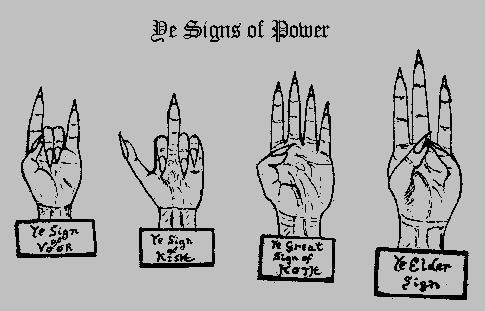 Ye Signs of Power
Ye Sign
of
VOOR
Ye Sign
of
KISH
Ye Great
Sign of
KOTH
Ye Elder
Sign